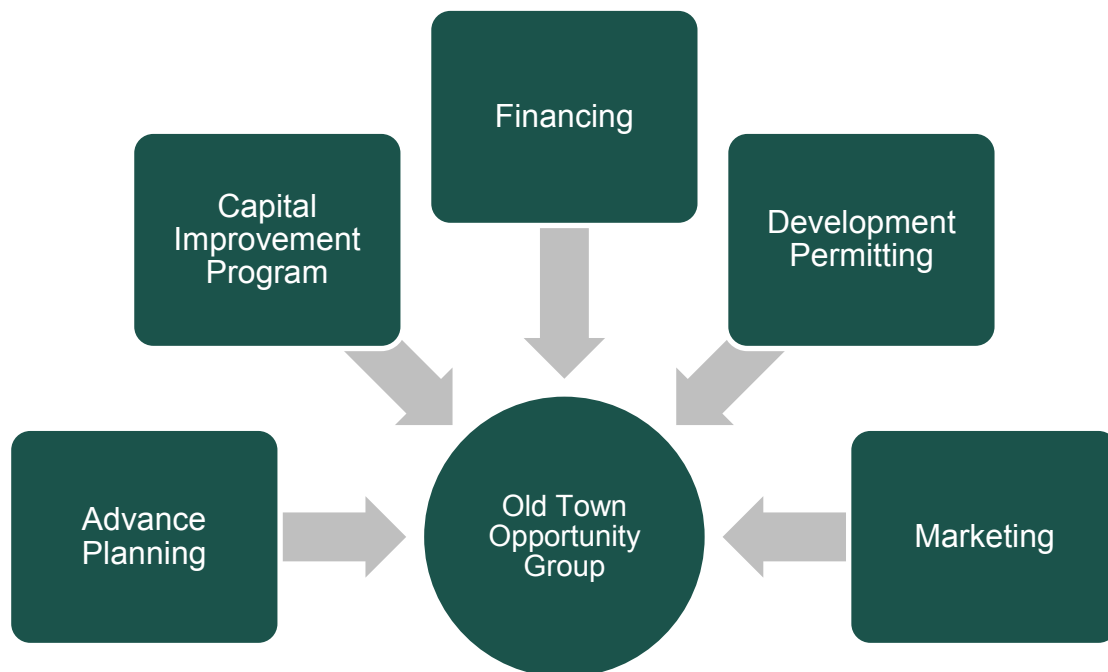 Financing
Capital
Improvement
Program
Development
Permitting
Advance
Planning
Old Town
Opportunity
Group
Marketing